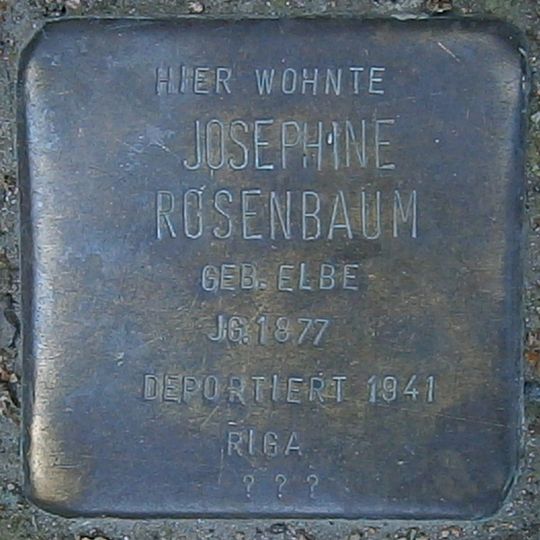 HIER WOHNTE
JOSEPHINE
ROSENBAUM
GEB. ELBE
JG. 1877
DEPORTIERT 1941
RIGA
? ? ?